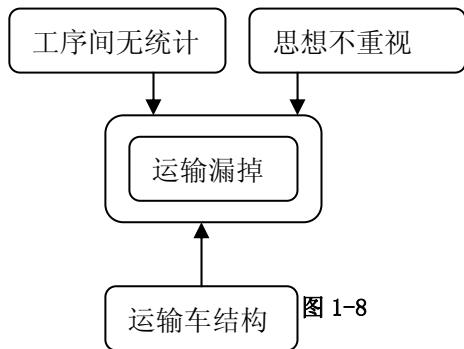 工序间无统计
思想不重视
运输漏掉
运输车结构
图 1-8